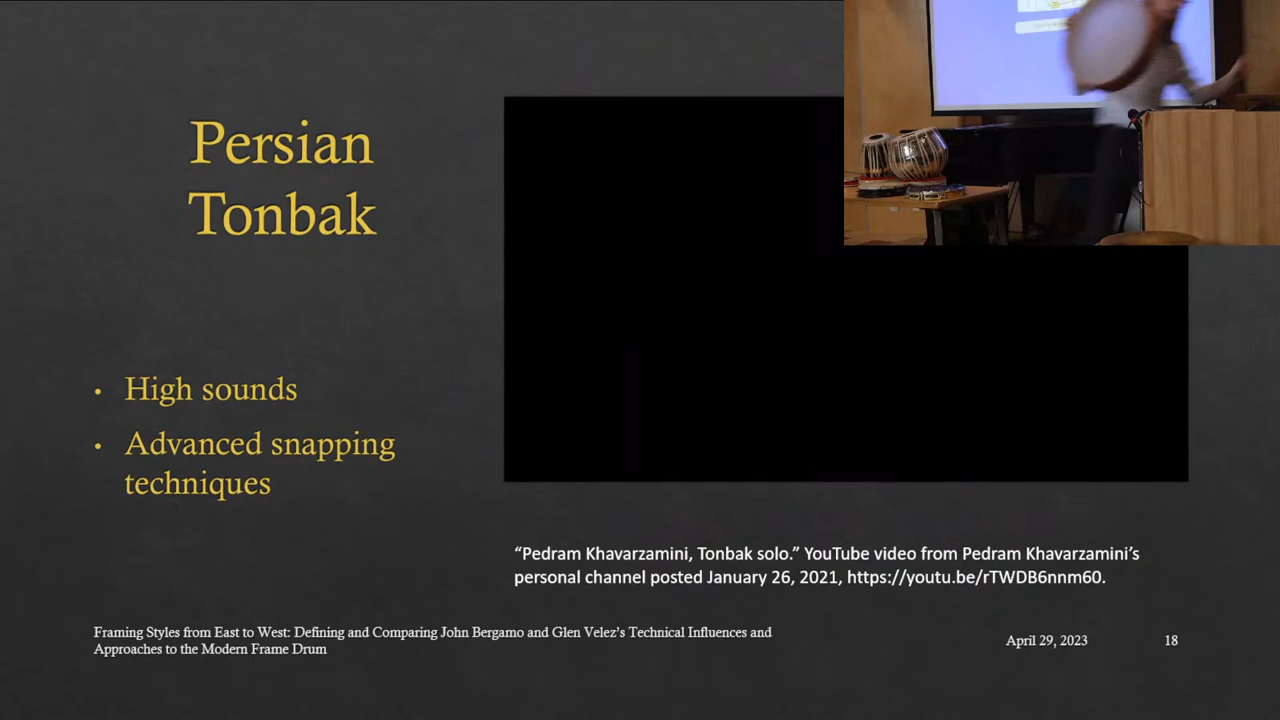 Persian
Tonbak
• High sounds
• Advanced snapping
techniques
“Pedram Khavarzamini, Tonbak solo.” YouTube video from Pedram Khavarzamini’s
personal channel posted January 26, 2021, https://youtu.be/rTWDB6nnm60.
Framing Styles from East to West: Defining and Comparing John Bergamo and Glen Velez’s Technical Influences and
Approaches to the Modern Frame Drum
April 29, 2023
18